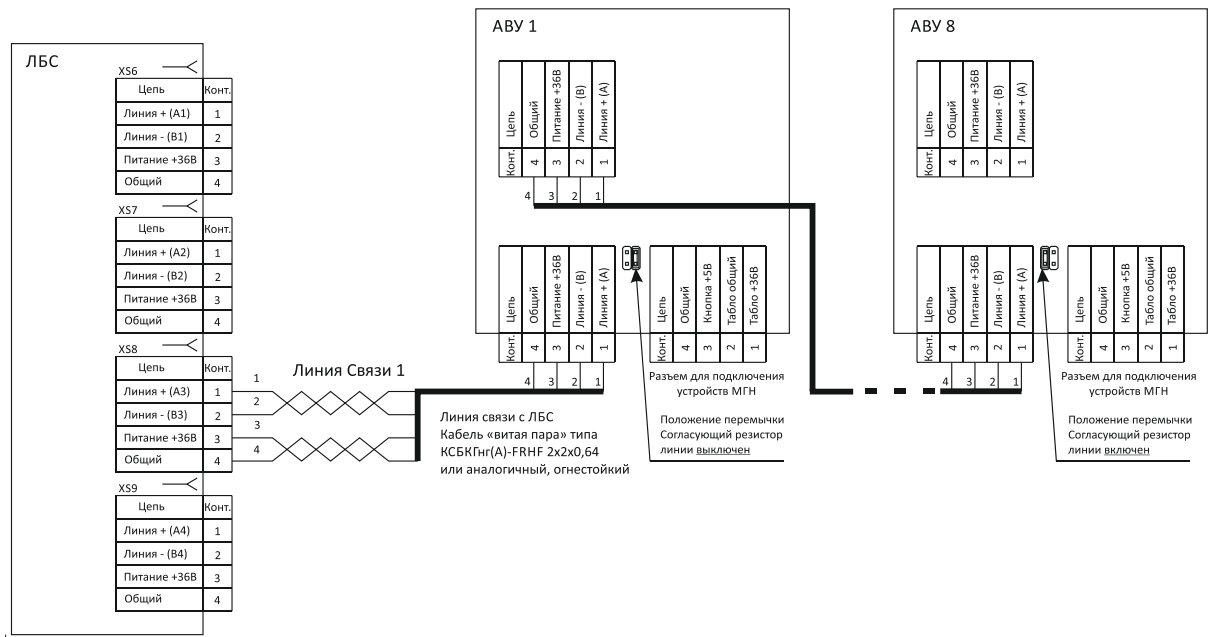 ЛБС
XS6
Цепь Конт.
Линия + (А1) 1
Линия - (В1) 2
Питание +36В 3
Общий 4
XS7
Цепь Конт.
Линия + (А2) 1
Линия - (В2) 2
Питание +36В 3
Общий 4
XS8
Цепь Конт.
Линия + (А3) 1
Линия - (В3) 2
Питание +36В 3
Общий 4
XS9
Цепь Конт.
Линия + (А4) 1
Линия - (В4) 2
Питание +36В 3
Общий 4
1
2
3
4
Линия Связи 1
Линия связи с ЛБС
Кабель «витая пара» типа
КСБКГнг(А)-FRHF 2х2х0,64
или аналогичный, огнестойкий
АВУ 1
Конт. Цепь
4 Общий
3 Питание +36В
2 Линия - (В)
1 Линия + (А)
4 3 2 1
Конт. Цепь
4 Общий
3 Питание +36В
2 Линия - (В)
1 Линия + (А)
4 3 2 1
Конт. Цепь
4 Общий
3 Кнопка +5В
2 Табло общий
1 Табло +36В
Разъем для подключения
устройств МГН
Положение перемычки
Согласующий резистор
линии выключен
АВУ 8
Конт. Цепь
4 Общий
3 Питание +36В
2 Линия - (В)
1 Линия + (А)
Конт. Цепь
4 Общий
3 Питание +36В
2 Линия - (В)
1 Линия + (А)
4 3 2 1
Конт. Цепь
4 Общий
3 Кнопка +5В
2 Табло общий
1 Табло +36В
Разъем для подключения
устройств МГН
Положение перемычки
Согласующий резистор
линии включен